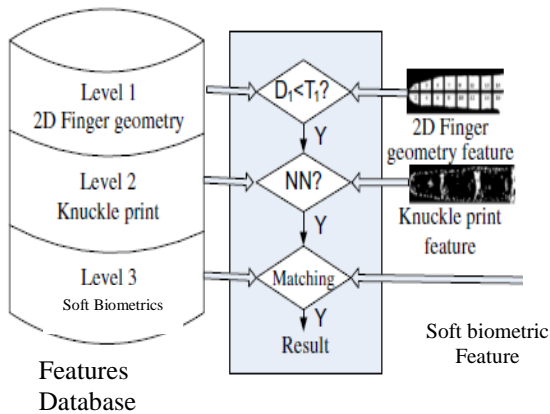 Level 1
2D Finger geometry
Level 2
Knuckle print
Level 3
Soft Biometrics
Features
Database
D₁<T₁?
Y
NN?
Y
Matching
Y
Result
2D Finger
geometry feature
Knuckle print
feature
Soft biometric
Feature